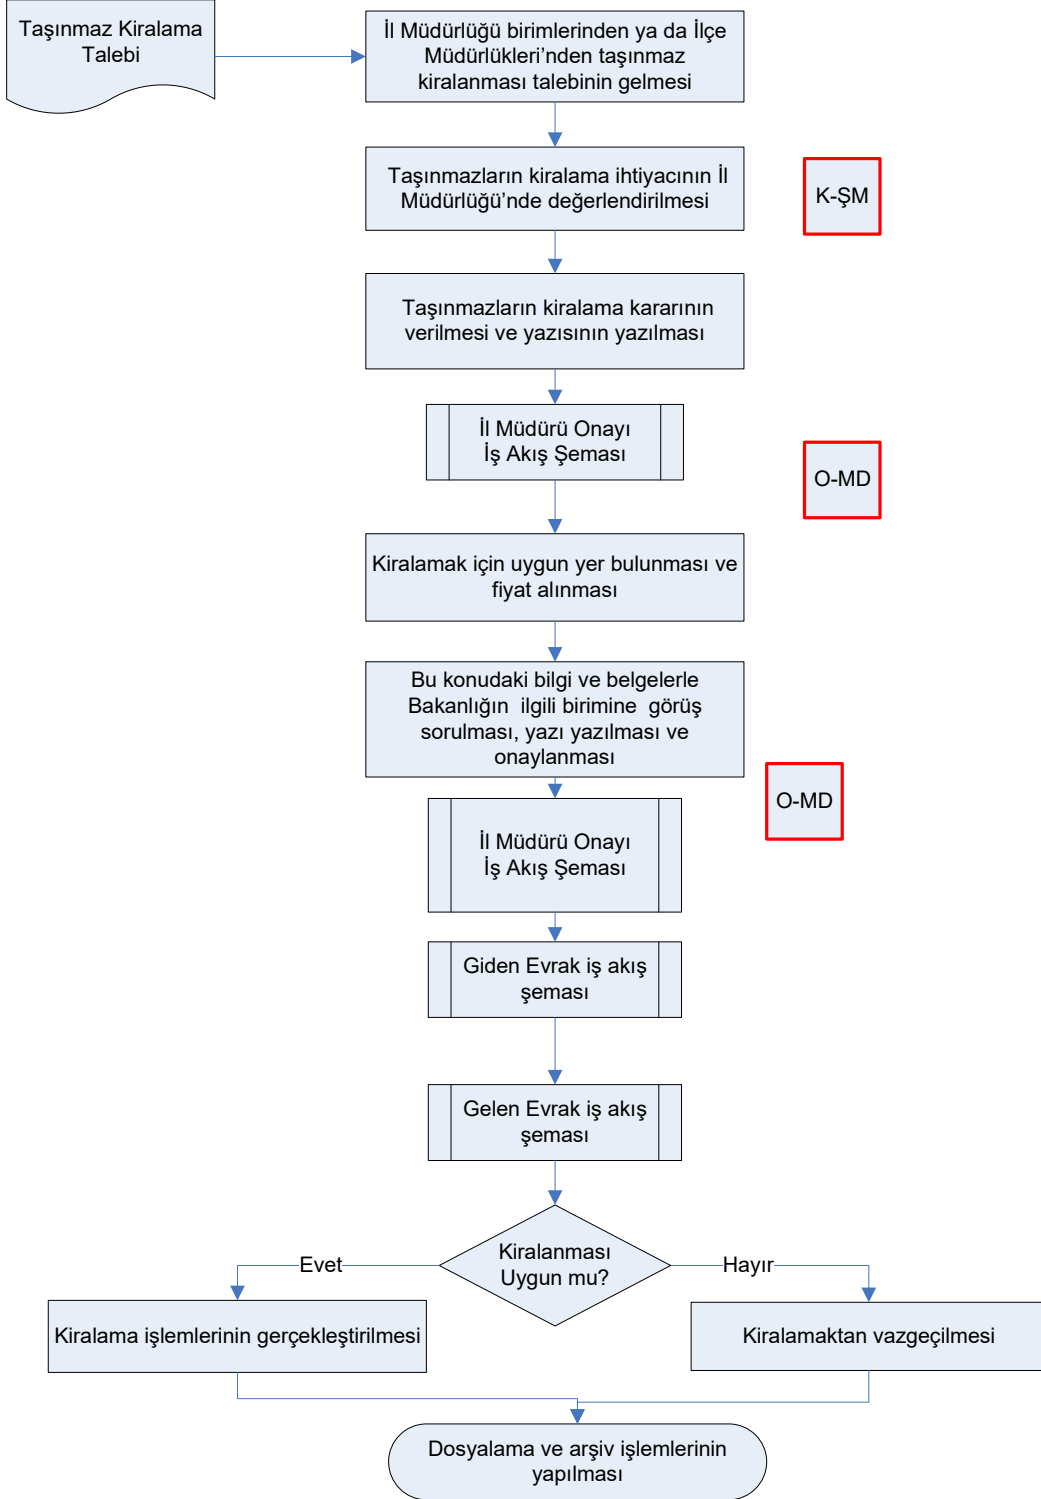 Taşınmaz Kiralama
Talebi
İl Müdürlüğü birimlerinden ya da İlçe
Müdürlükleri’nden taşınmaz
kiralanması talebinin gelmesi
Taşınmazların kiralama ihtiyacının İl
Müdürlüğü’nde değerlendirilmesi
K-ŞM
Taşınmazların kiralama kararının
verilmesi ve yazısının yazılması
İl Müdürü Onayı
İş Akış Şeması
O-MD
Kiralamak için uygun yer bulunması ve
fiyat alınması
Bu konudaki bilgi ve belgelerle
Bakanlığın ilgili birimine görüş
sorulması, yazı yazılması ve
onaylanması
O-MD
İl Müdürü Onayı
İş Akış Şeması
Giden Evrak iş akış
şeması
Gelen Evrak iş akış
şeması
Kiralanması
Uygun mu?
Evet
Hayır
Kiralama işlemlerinin gerçekleştirilmesi
Kiralamaktan vazgeçilmesi
Dosyalama ve arşiv işlemlerinin
yapılması